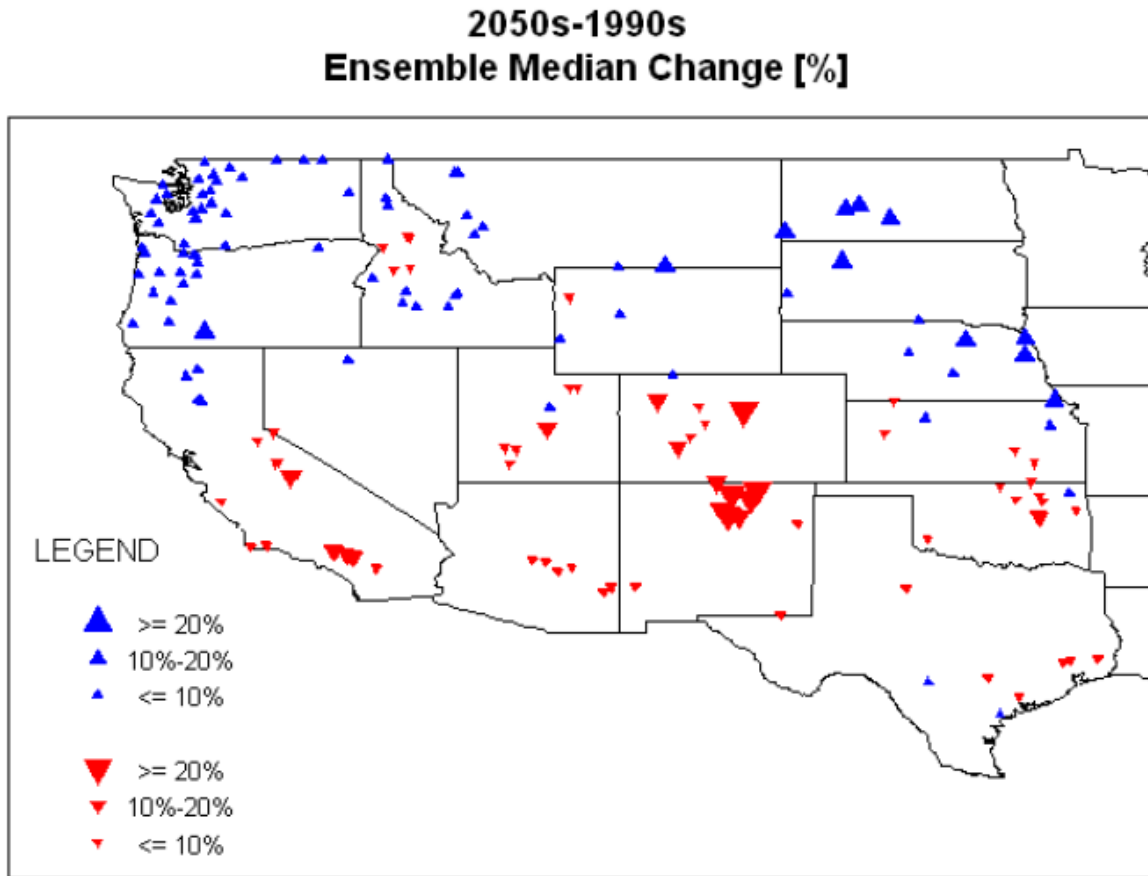 2050s-1990s
Ensemble Median Change [%]
LEGEND
>= 20%
10%-20%
<= 10%
>= 20%
10%-20%
<= 10%